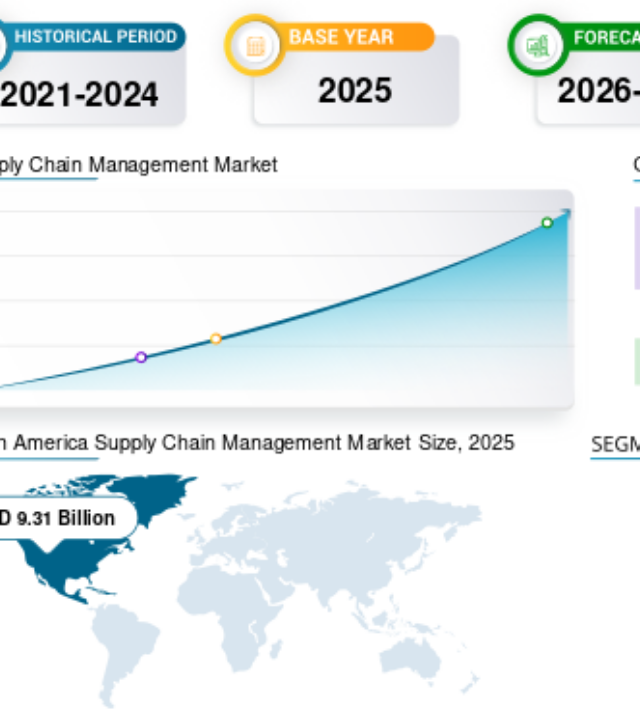 HISTORICAL PERIOD
BASE YEAR
FORECA
2021-2024
2025
2026-
ply Chain Management Market
n America Supply Chain Management Market Size, 2025
SEGM
D 9.31 Billion